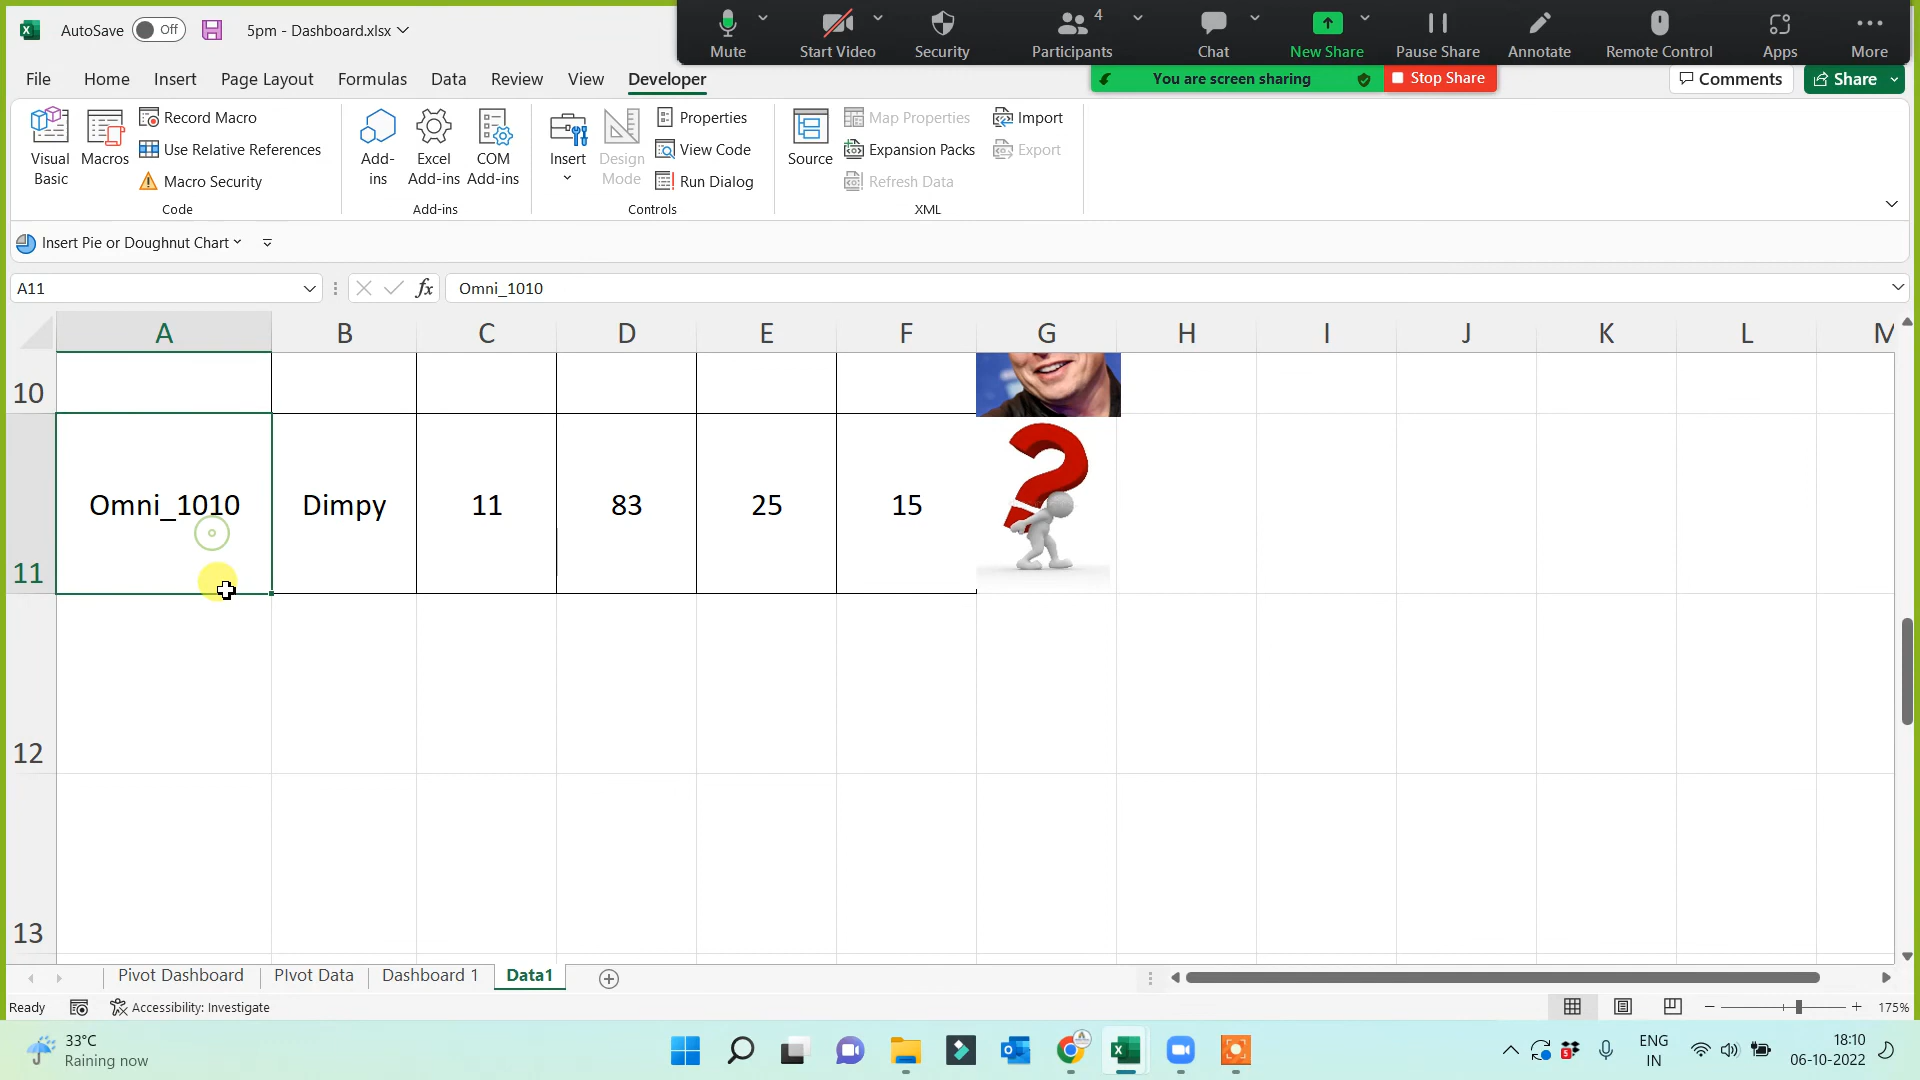 AutoSave Off 5pm - Dashboard.xlsx
Mute Start Video Security Participants 4 Chat New Share Pause Share Annotate Remote Control Apps More
You are screen sharing Stop Share
File Home Insert Page Layout Formulas Data Review View Developer Comments Share
Visual Basic
Macros
Record Macro
Use Relative References
Macro Security
Add-ins
Excel Add-ins
COM Add-ins
Insert
Design Mode
Properties
View Code
Run Dialog
Source
Map Properties
Expansion Packs
Refresh Data
Import
Export
Code Add-ins Controls XML
Insert Pie or Doughnut Chart
A11 fx Omni_1010
A B C D E F G H I J K L M
10
11 Omni_1010 Dimpy 11 83 25 15
12
13
Pivot Dashboard PIvot Data Dashboard 1 Data1
Ready Accessibility: Investigate 175%
33°C
Raining now
5
ENG
IN
18:10
06-10-2022